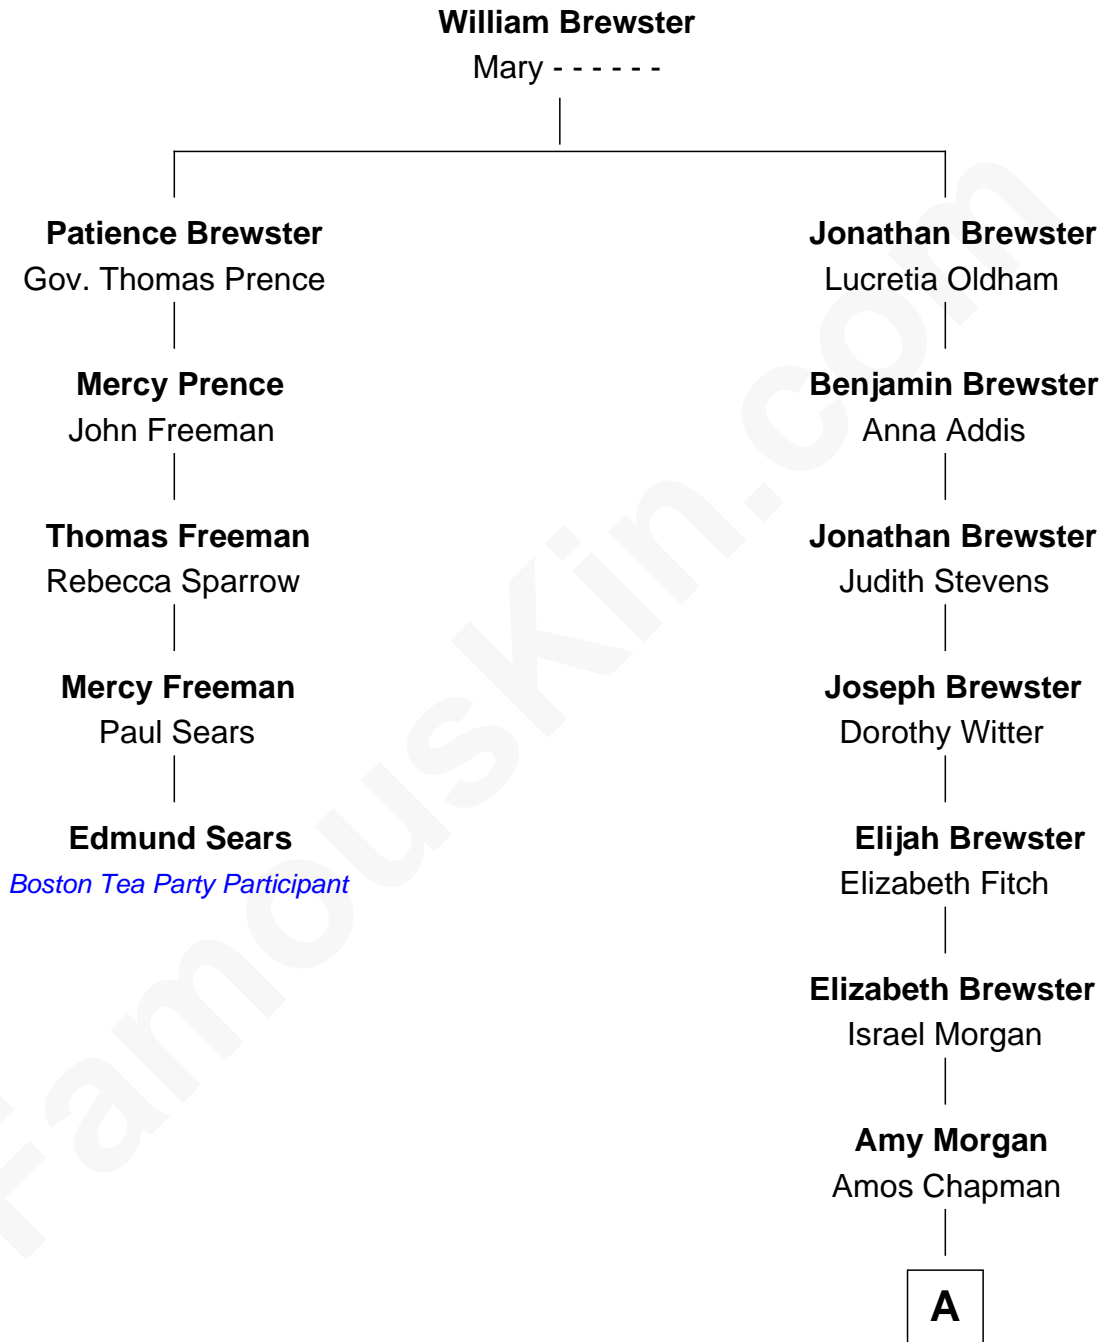 William Brewster
Mary - - - - - -
Patience Brewster
Gov. Thomas Prence
Jonathan Brewster
Lucretia Oldham
Mercy Prence
John Freeman
Benjamin Brewster
Anna Addis
Thomas Freeman
Rebecca Sparrow
Jonathan Brewster
Judith Stevens
Mercy Freeman
Paul Sears
Joseph Brewster
Dorothy Witter
Edmund Sears
Boston Tea Party Participant
Elijah Brewster
Elizabeth Fitch
Elizabeth Brewster
Israel Morgan
Amy Morgan
Amos Chapman
A
FamousKin.com